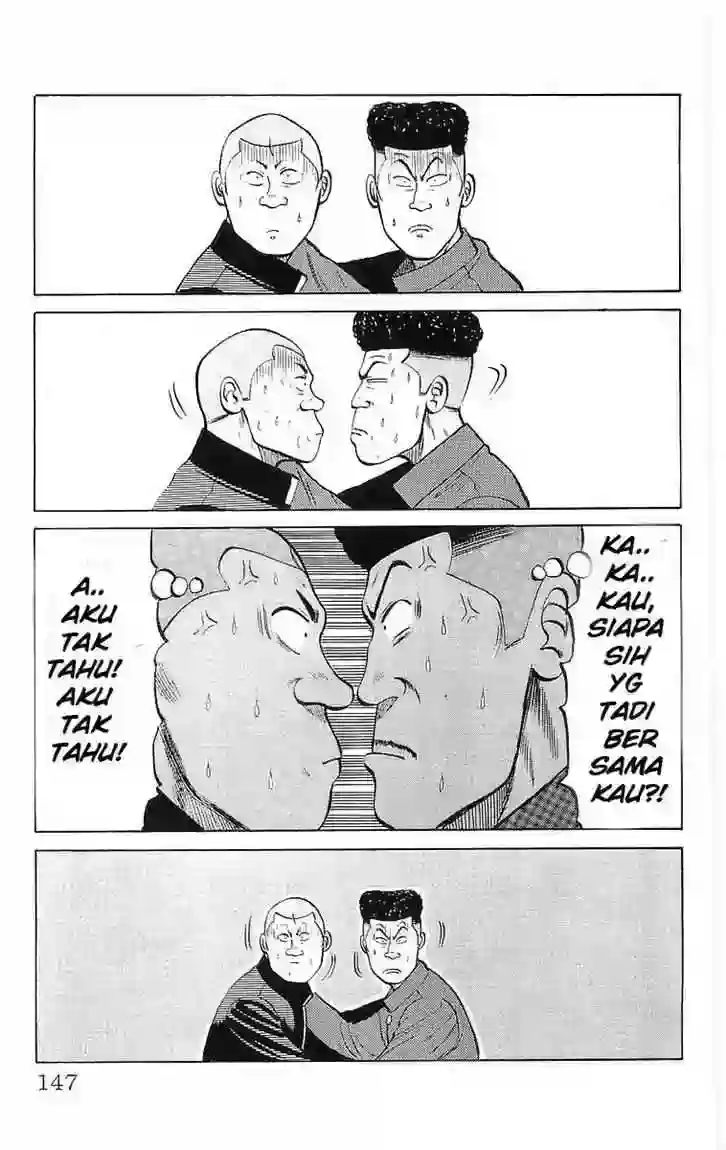 KA..
KA..
KAU,
SIAPA
SIH
YG
TADI
BER
SAMA
KAU?!
A..
AKU
TAK
TAHU!
AKU
TAK
TAHU!
147